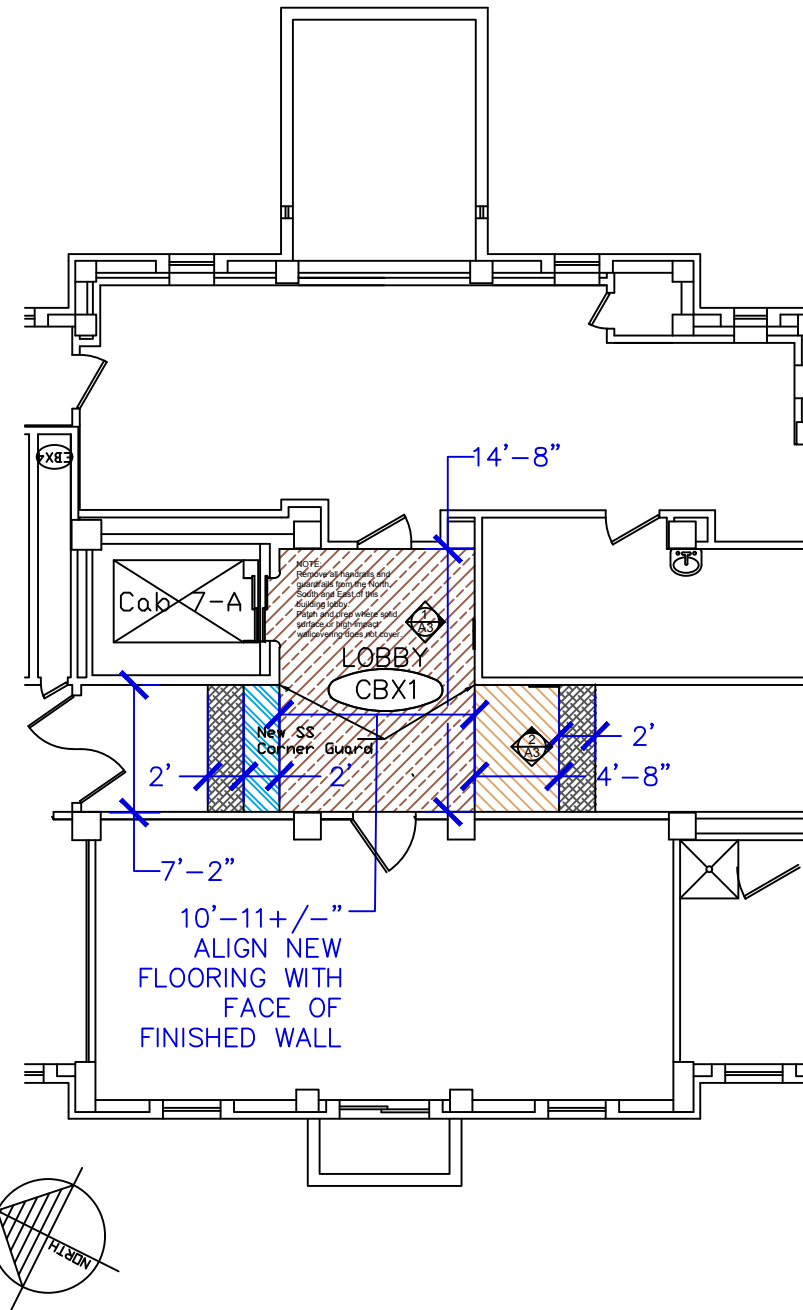 14’-8”
EBX4
NOTE:
Remove all handrails and
guardrails from the North,
South and East of this
building lobby.
Patch and prep where solid
surface or high impact
wallcovering does not cover.
Cab 7-A
1
A3
LOBBY
CBX1
New SS
Corner Guard
2
A3
2’
2’
2’
4’-8”
7’-2”
10’-11+/-”
ALIGN NEW
FLOORING WITH
FACE OF
FINISHED WALL
NORTH